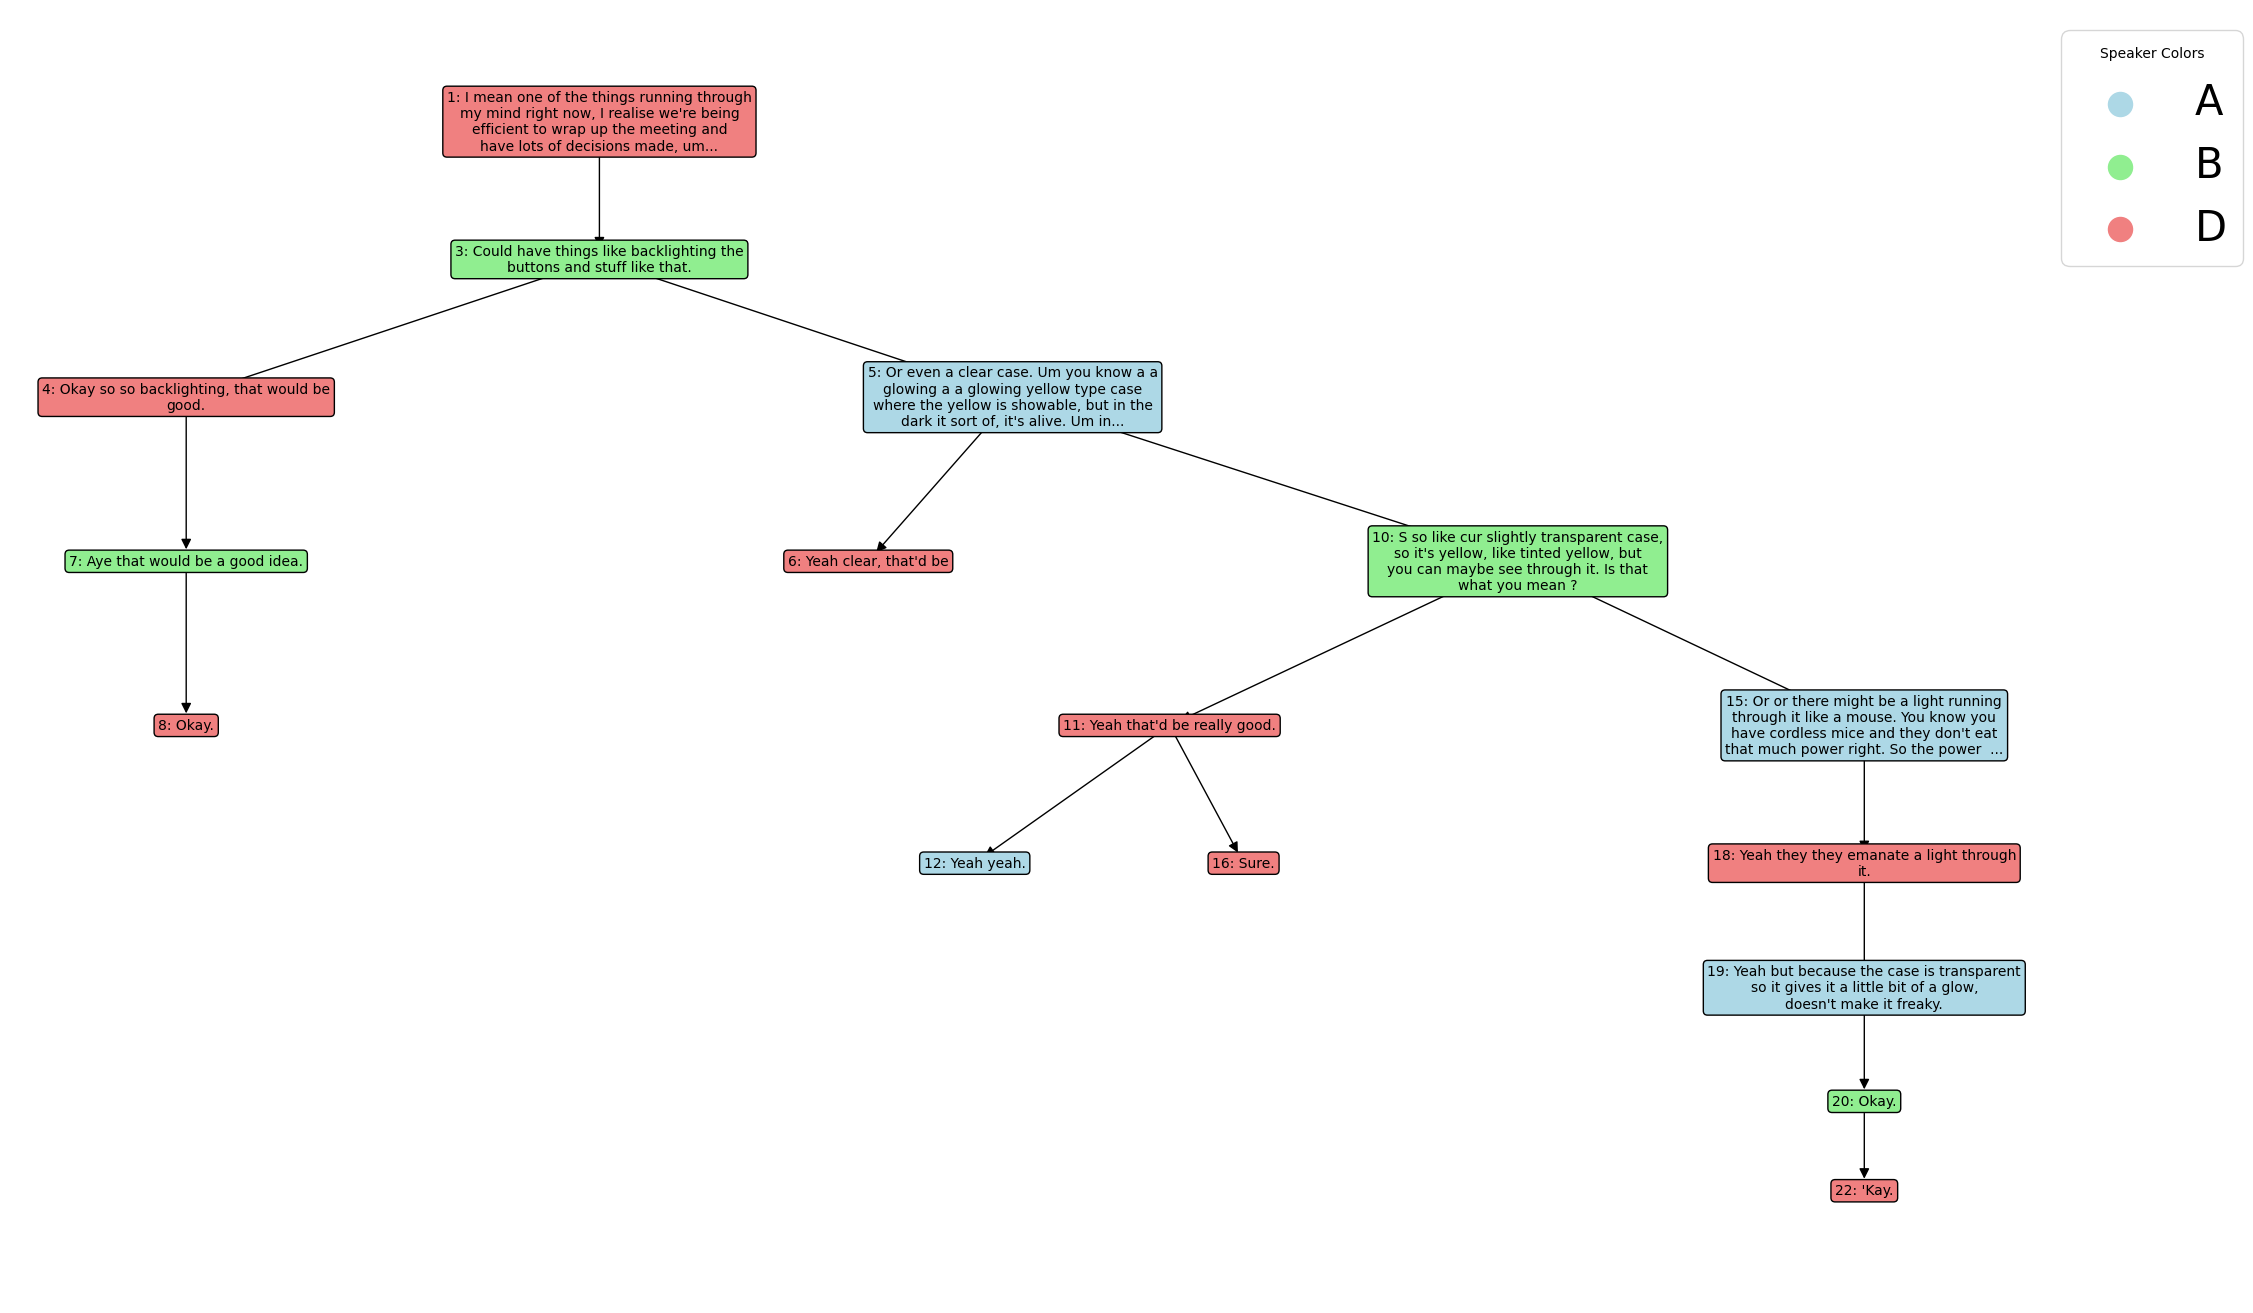 Speaker Colors
A
B
D
1: I mean one of the things running through
my mind right now, I realise we're being
efficient to wrap up the meeting and
have lots of decisions made, um...
3: Could have things like backlighting the
buttons and stuff like that.
4: Okay so so backlighting, that would be
good.
5: Or even a clear case. Um you know a a
glowing a a glowing yellow type case
where the yellow is showable, but in the
dark it sort of, it's alive. Um in...
7: Aye that would be a good idea.
6: Yeah clear, that'd be
10: S so like cur slightly transparent case,
so it's yellow, like tinted yellow, but
you can maybe see through it. Is that
what you mean ?
8: Okay.
11: Yeah that'd be really good.
15: Or or there might be a light running
through it like a mouse. You know you
have cordless mice and they don't eat
that much power right. So the power  ...
12: Yeah yeah.
16: Sure.
18: Yeah they they emanate a light through
it.
19: Yeah but because the case is transparent
so it gives it a little bit of a glow,
doesn't make it freaky.
20: Okay.
22: 'Kay.